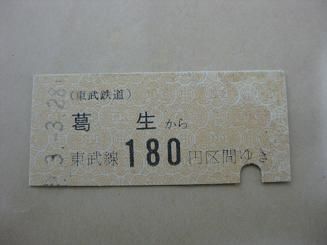 (東武鉄道)
葛生から
東武線180円区間ゆき
3.-3.28